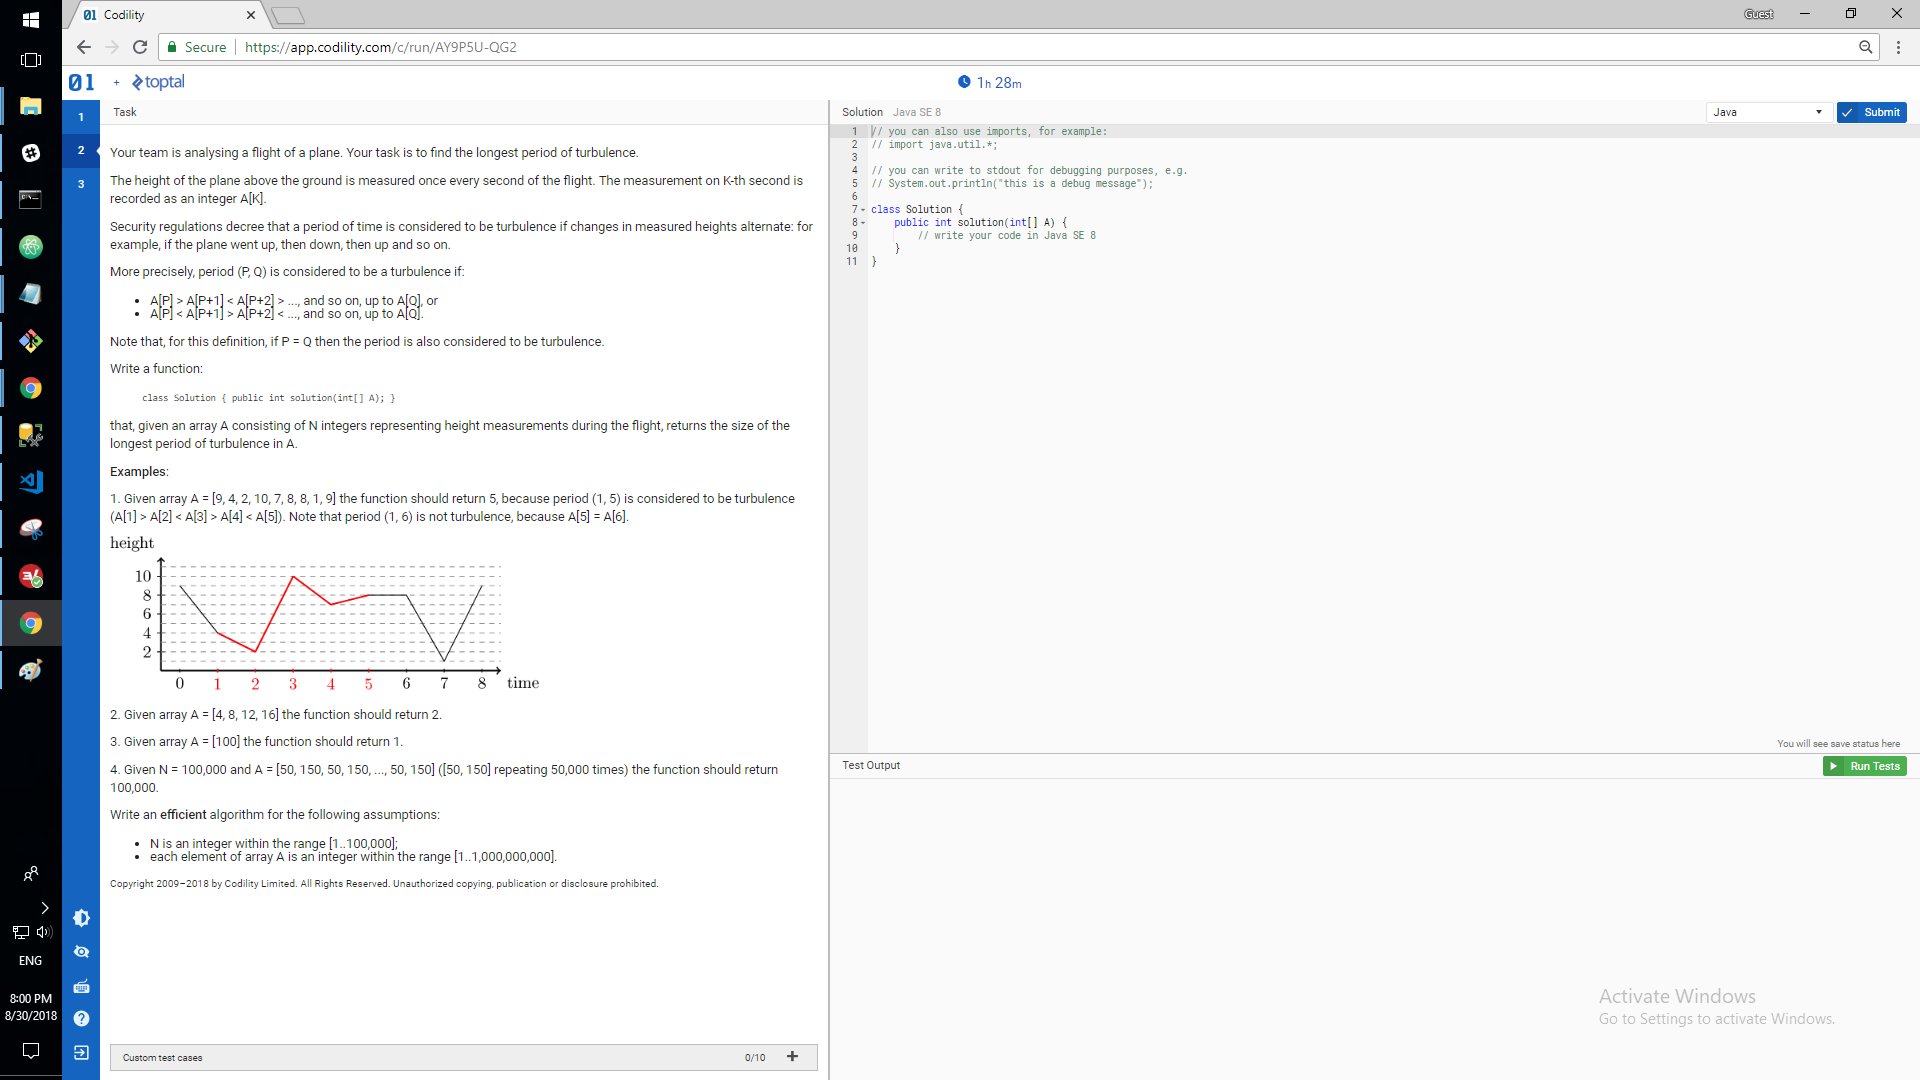 Codility
Guest
Secure
https://app.codility.com/c/run/AY9P5U-QG2
01 + toptal
1h 28m
1
2
3
Task
Your team is analysing a flight of a plane. Your task is to find the longest period of turbulence.
The height of the plane above the ground is measured once every second of the flight. The measurement on K-th second is
recorded as an integer A[K].
Security regulations decree that a period of time is considered to be turbulence if changes in measured heights alternate: for
example, if the plane went up, then down, then up and so on.
More precisely, period (P, Q) is considered to be a turbulence if:
• A[P] > A[P+1] < A[P+2] > ..., and so on, up to A[Q], or
• A[P] < A[P+1] > A[P+2] < ..., and so on, up to A[Q].
Note that, for this definition, if P = Q then the period is also considered to be turbulence.
Write a function:
class Solution { public int solution(int[] A); }
that, given an array A consisting of N integers representing height measurements during the flight, returns the size of the
longest period of turbulence in A.
Examples:
1. Given array A = [9, 4, 2, 10, 7, 8, 8, 1, 9] the function should return 5, because period (1, 5) is considered to be turbulence
(A[1] > A[2] < A[3] > A[4] < A[5]). Note that period (1, 6) is not turbulence, because A[5] = A[6].
height
10
8
6
4
2
0 1 2 3 4 5 6 7 8 time
2. Given array A = [4, 8, 12, 16] the function should return 2.
3. Given array A = [100] the function should return 1.
4. Given N = 100,000 and A = [50, 150, 50, 150, ..., 50, 150] ([50, 150] repeating 50,000 times) the function should return
100,000.
Write an efficient algorithm for the following assumptions:
• N is an integer within the range [1..100,000];
• each element of array A is an integer within the range [1..1,000,000,000].
Copyright 2009–2018 by Codility Limited. All Rights Reserved. Unauthorized copying, publication or disclosure prohibited.
Custom test cases
0/10 +
Solution Java SE 8
Java
Submit
1 // you can also use imports, for example:
2 // import java.util.*;
3
4 // you can write to stdout for debugging purposes, e.g.
5 // System.out.println("this is a debug message");
6
7 class Solution {
8 public int solution(int[] A) {
9 // write your code in Java SE 8
10 }
11 }
You will see save status here
Test Output
Run Tests
Activate Windows
Go to Settings to activate Windows.
ENG
8:00 PM
8/30/2018